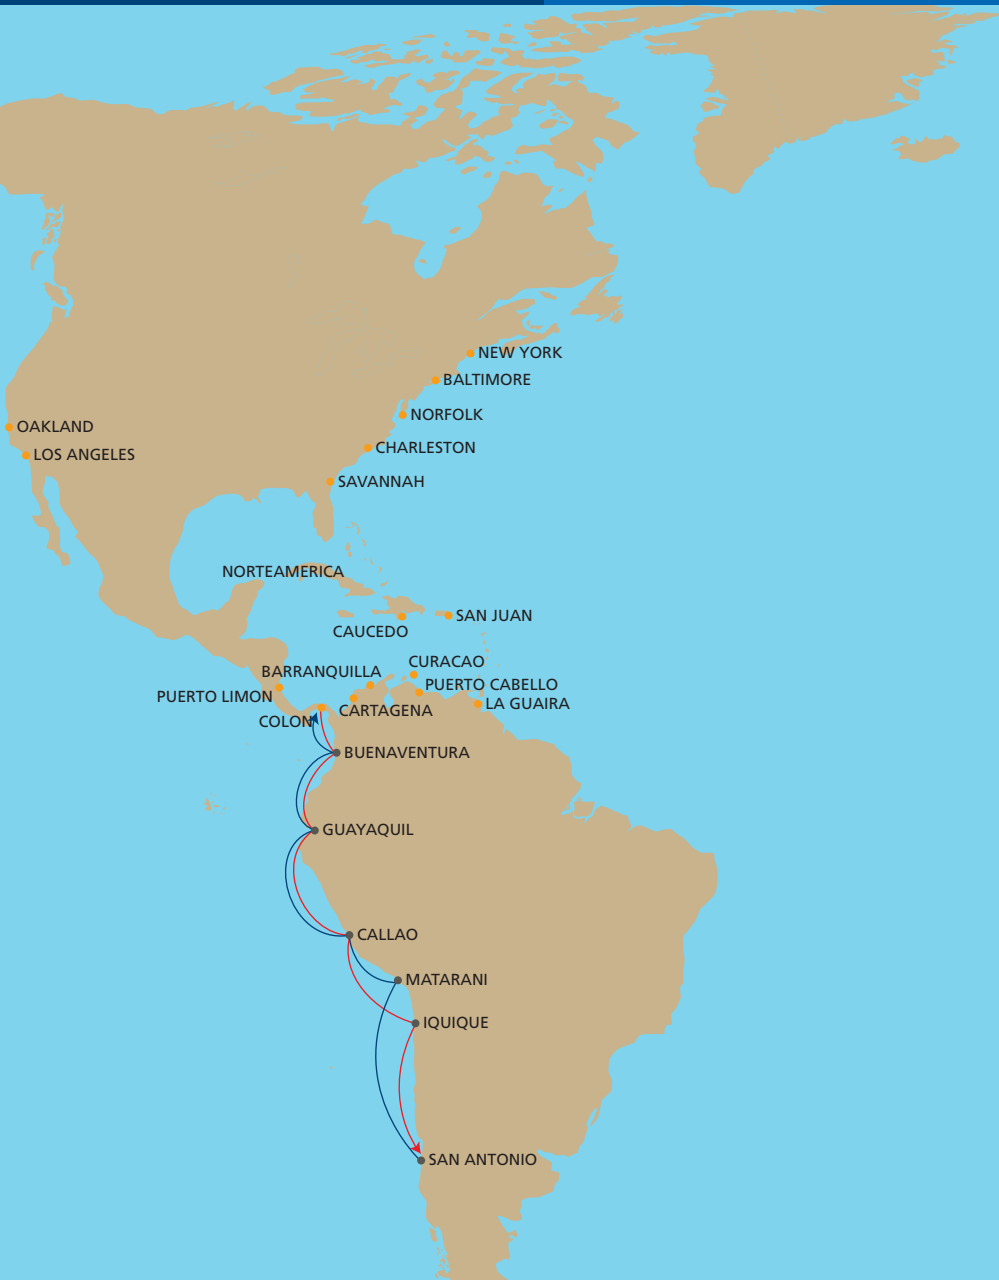 NEW YORK
BALTIMORE
NORFOLK
OAKLAND
CHARLESTON
LOS ANGELES
SAVANNAH
NORTEAMERICA
SAN JUAN
CAUCEDO
CURACAO
BARRANQUILLA
PUERTO CABELLO
PUERTO LIMON
LA GUAIRA
CARTAGENA
COLON
BUENAVENTURA
GUAYAQUIL
CALLAO
MATARANI
IQUIQUE
SAN ANTONIO